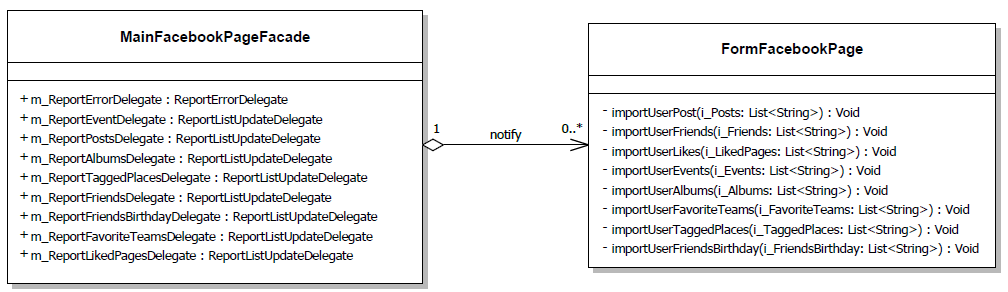 MainFacebookPageFacade
+ m_ReportErrorDelegate : ReportErrorDelegate
+ m_ReportEventDelegate : ReportListUpdateDelegate
+ m_ReportPostsDelegate : ReportListUpdateDelegate
+ m_ReportAlbumsDelegate : ReportListUpdateDelegate
+ m_ReportTaggedPlacesDelegate : ReportListUpdateDelegate
+ m_ReportFriendsDelegate : ReportListUpdateDelegate
+ m_ReportFriendsBirthdayDelegate : ReportListUpdateDelegate
+ m_ReportFavoriteTeamsDelegate : ReportListUpdateDelegate
+ m_ReportLikedPagesDelegate : ReportListUpdateDelegate
1
notify
0..*
FormFacebookPage
- importUserPost(i_Posts: List<String>) : Void
- importUserFriends(i_Friends: List<String>) : Void
- importUserLikes(i_LikedPages: List<String>) : Void
- importUserEvents(i_Events: List<String>) : Void
- importUserAlbums(i_Albums: List<String>) : Void
- importUserFavoriteTeams(i_FavoriteTeams: List<String>) : Void
- importUserTaggedPlaces(i_TaggedPlaces: List<String>) : Void
- importUserFriendsBirthday(i_FriendsBirthday: List<String>) : Void